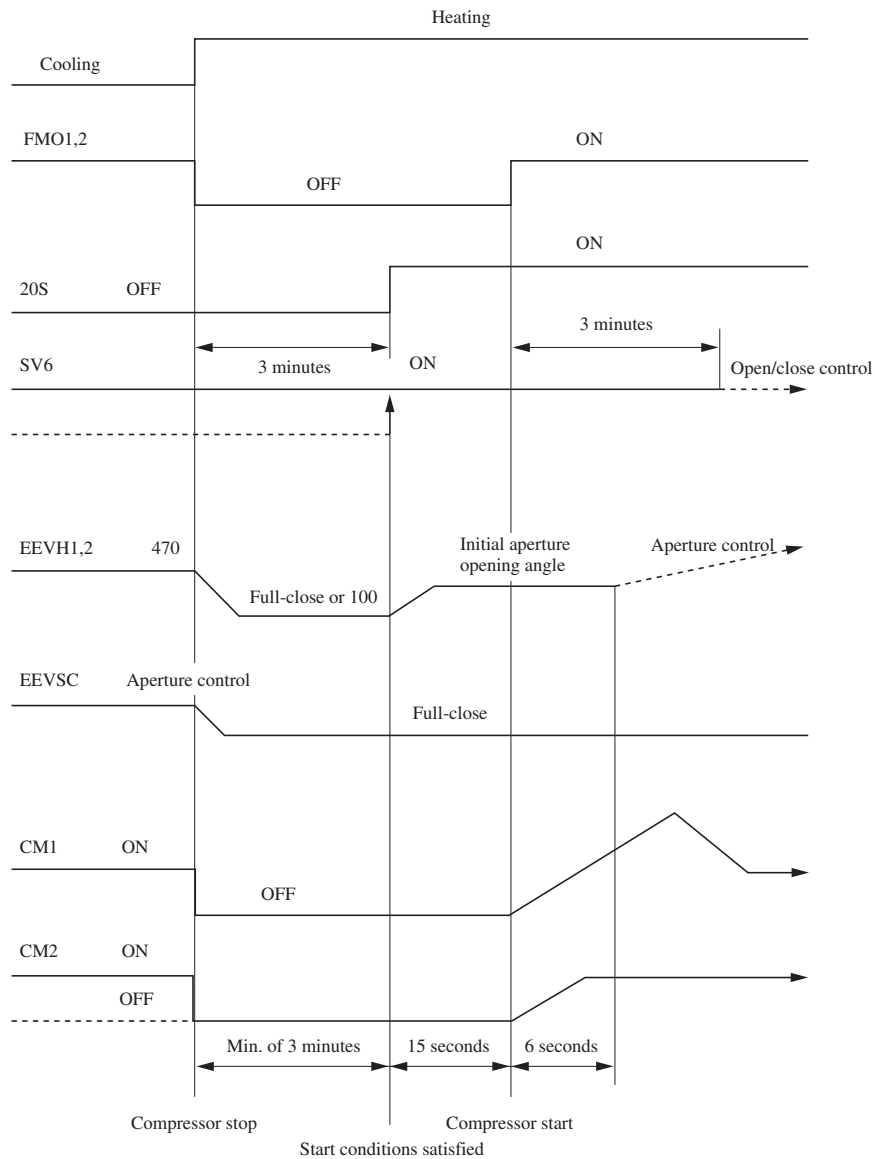 Heating
Cooling
FMO1,2
ON
OFF
ON
20S OFF
3 minutes
SV6
3 minutes
ON
Open/close control
EEVH1,2 470
Initial aperture
opening angle
Aperture control
Full-close or 100
EEVSC Aperture control
Full-close
CM1 ON
OFF
CM2 ON
OFF
Min. of 3 minutes
15 seconds
6 seconds
Compressor stop
Compressor start
Start conditions satisfied